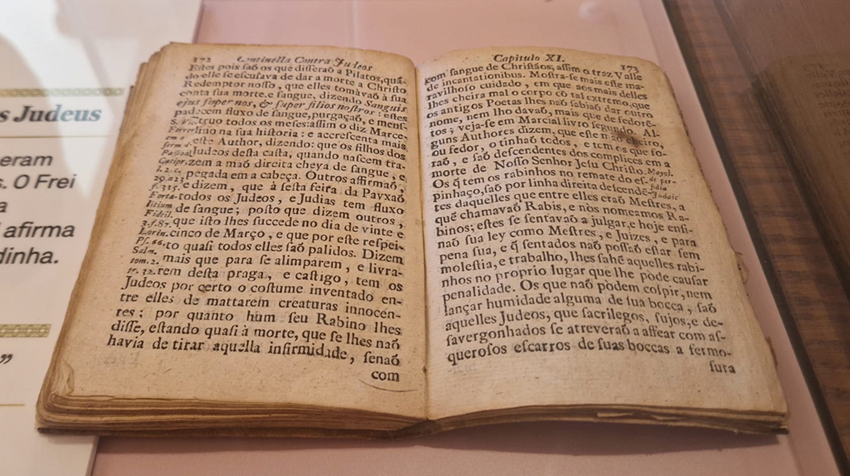 s Judeus
eram
s. O Frei
a
afirma
dinha.
”
172 Centinella Contra Judeos
Estes pois saõ os que disseraõ a Pilatos, quã-
do elle se escusava de dar a morte a Christo
Redemptor nosso, que elles tomàvaõ à sua
conta sua morte, e sangue, dizendo Sanguis
ejus super nos, & super filios nostros: estes
padecem fluxo de sangue, purgaçaõ, e mens-
truo todos os meses: assim o diz Marce-
lino na sua historia: e accrescenta mais
este Author, dizendo: que os filhos dos
Judeos desta casta, quando nascem tra-
zem a maõ direita cheya de sangue, e
pegada em a cabeça. Outros affirmaõ,
e dizem, que à sesta feira da Payxaõ
todos os Judeos, e Judias tem fluxo
de sangue; posto que dizem outros,
que isto lhes succede no dia de vinte e
cinco de Março, e que por este respei-
to quasi todos elles saõ palidos. Dizem
mais que para se alimparem, e livra-
rem desta praga, e castigo, tem os
Judeos por certo o costume inventado en-
tre elles de mattarem creaturas innocen-
tes; por quanto hum seu Rabino lhes
disse, estando quasi à morte, que se lhes naõ
havia de tirar aquella infirmidade, senaõ
com
Capitulo XI. 173
com sangue de Christãos; assim o traz Valle
de incantationibus. Mostra-se mais este ma-
ravilhoso cuidado, em que aos mais delles
lhes cheira mal o corpo cõ tal extremo, que
os antigos Poetas lhes naõ sabiaõ dar outro
nome, nem lho davaõ, mais que de fedoren-
tos; veja-se em Marcial livro segundo. Al-
guns Authores dizem, que este
ou fedor, o tinhaõ todos, e tem os que fo-
raõ, e saõ descendentes dos complices em a
morte de Nosso Senhor Jesu Christo.
Os q̃ tem os rabinhos no remate do es-
pinhaço, saõ por linha direita descende-
tes daquelles que entre elles eraõ Mestres, a
quẽ chamavaõ Rabis, e nòs nomeamos Ra-
binos; estes se sentavaõ a julgar, e hoje ensi-
naõ sua ley como Mestres, e Juizes, e para
pena sua, e q̃ sentados naõ possaõ estar sem
molestia, e trabalho, lhes sahẽ aquelles rabi-
nhos no proprio lugar que lhe pòde causar
penalidade. Os que naõ pòdem cuspir, nem
lançar humidade alguma de sua bocca, saõ
aquelles Judeos, que sacrilegos, sujos, e de-
savergonhados se atreveraõ a affear com as-
querosos escarros de suas boccas a fermo-
sura